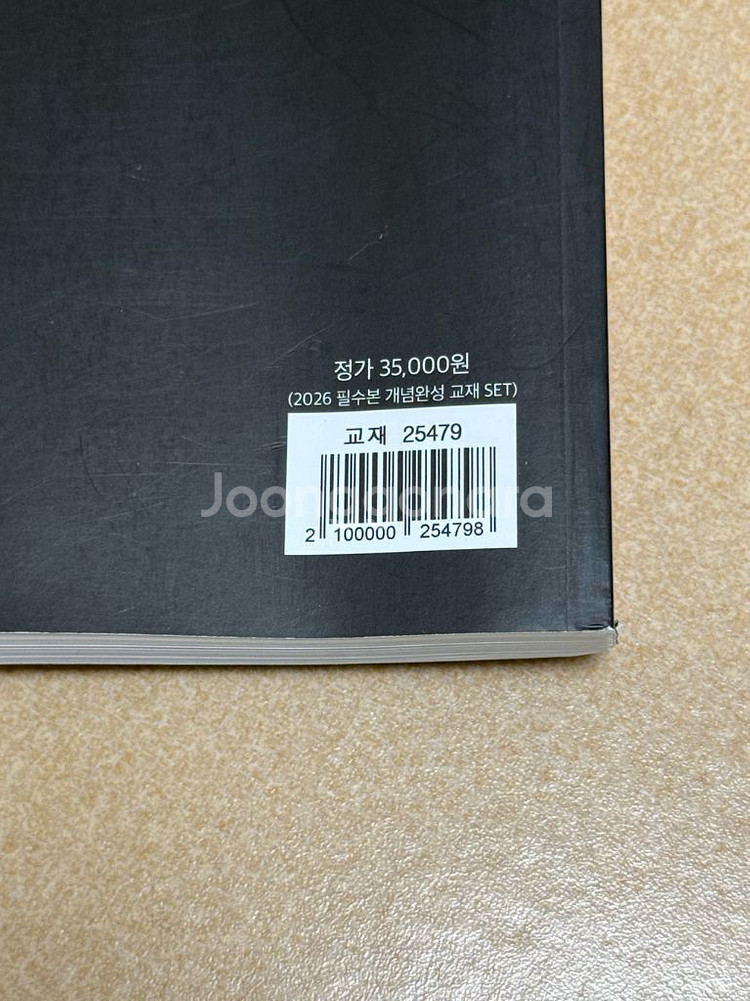 정가 35,000원
(2026 필수본 개념완성 교재 SET)
교재 25479
Joonggonara
2 100000 254798